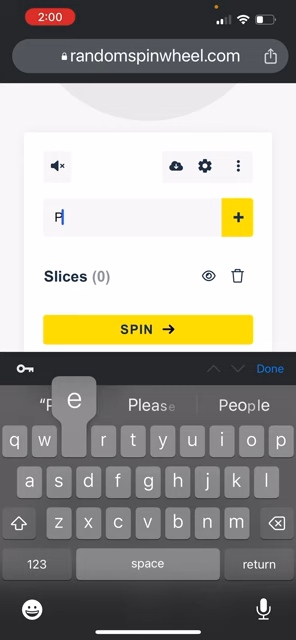 2:00
randomspinwheel.com
P
+
Slices (0)
SPIN →
Done
"P e Please People
q w r t y u i o p
a s d f g h j k l
z x c v b n m
123 space return